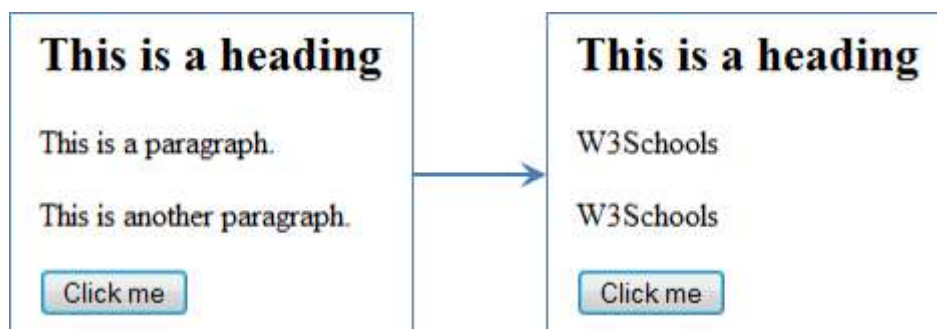 This is a heading
This is a paragraph.
This is another paragraph.
Click me
This is a heading
W3Schools
W3Schools
Click me